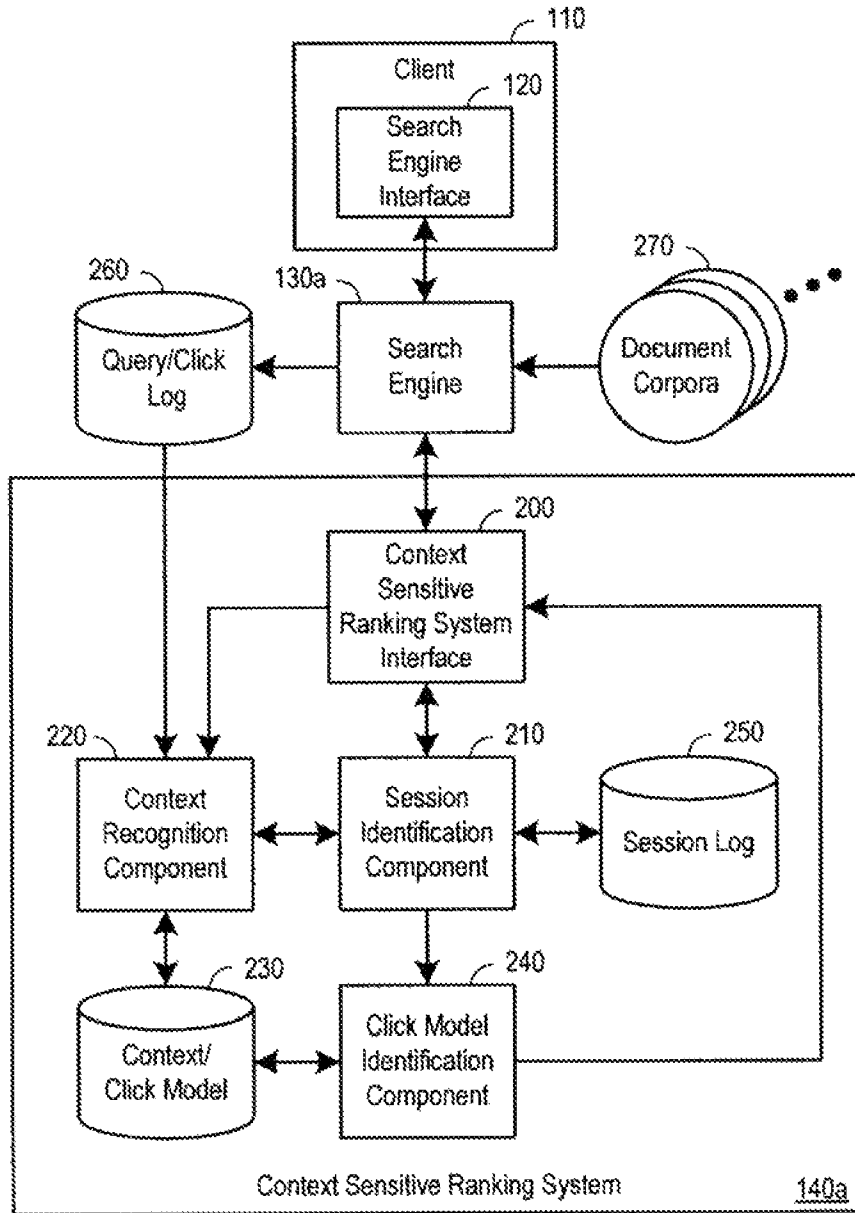 110
Client
120
Search
Engine
Interface
260
130a
270
Query/Click
Log
Search
Engine
Document
Corpora
200
Context
Sensitive
Ranking System
Interface
220
210
250
Context
Recognition
Component
Session
Identification
Component
Session Log
230
240
Context/
Click Model
Click Model
Identification
Component
Context Sensitive Ranking System
140a